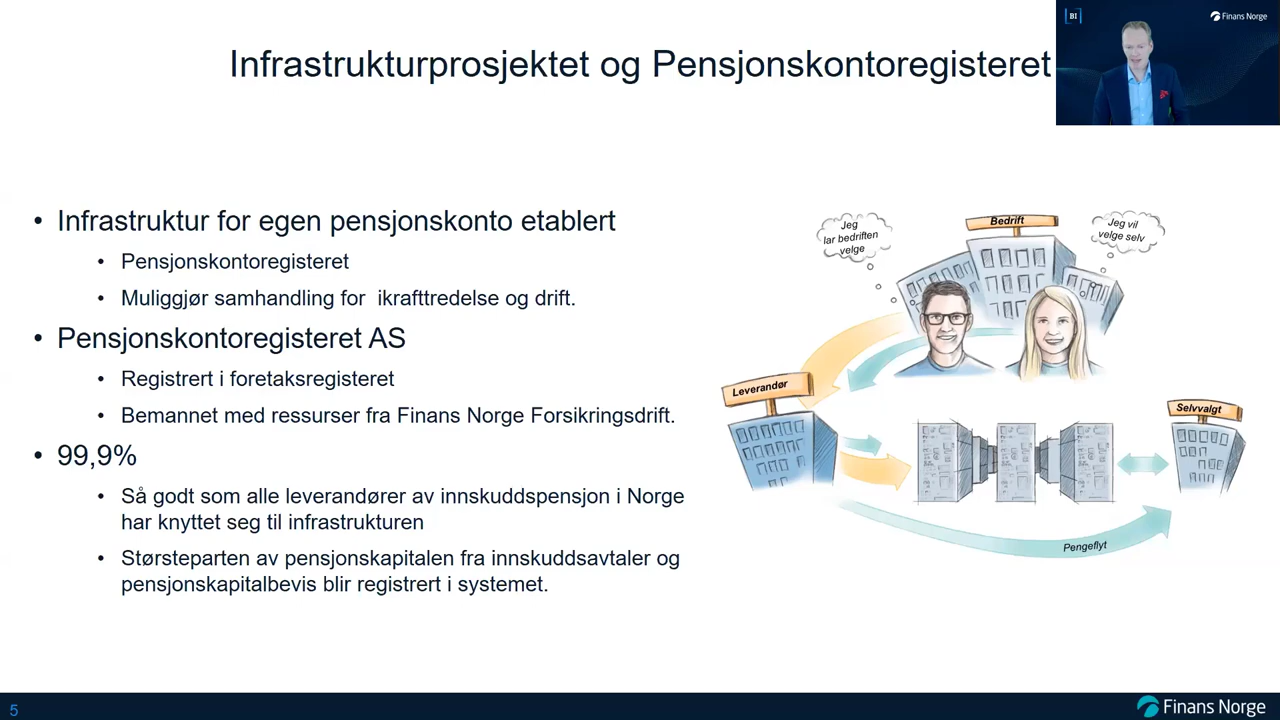 Infrastrukturprosjektet og Pensjonskontoregisteret
BI
Finans Norge
• Infrastruktur for egen pensjonskonto etablert
• Pensjonskontoregisteret
• Muliggjør samhandling for ikrafttredelse og drift.
• Pensjonskontoregisteret AS
• Registrert i foretaksregisteret
• Bemannet med ressurser fra Finans Norge Forsikringsdrift.
• 99,9%
• Så godt som alle leverandører av innskuddspensjon i Norge
har knyttet seg til infrastrukturen
• Størsteparten av pensjonskapitalen fra innskuddsavtaler og
pensjonskapitalbevis blir registrert i systemet.
Jeg
lar bedriften
velge
Bedrift
Jeg vil
velge selv
Leverandør
Selvvalgt
Pengeflyt
5
Finans Norge